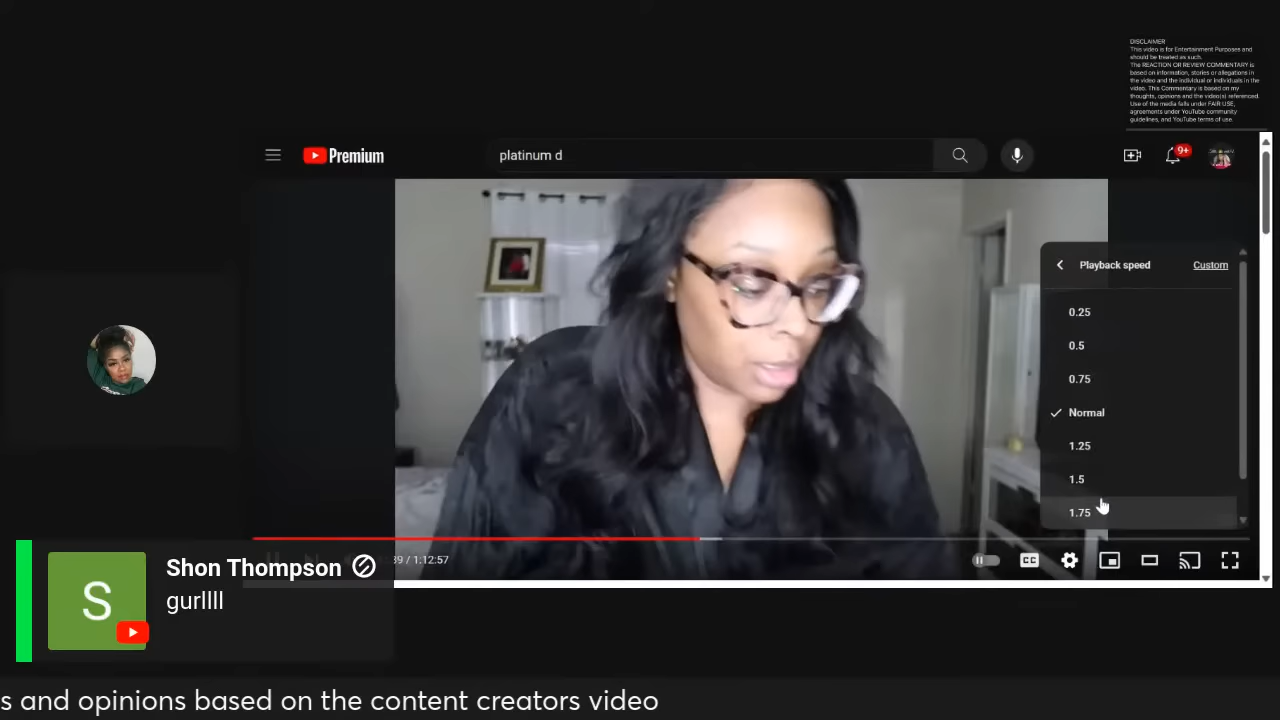 DISCLAIMER
This video is for Entertainment Purposes and
should be treated as such.
The REACTION OR REVIEW COMMENTARY is
based on information, stories or allegations in
the video and the individual or individuals in the
video. This Commentary is based on my
thoughts, opinions and the video(s) referenced.
Use of the media falls under FAIR USE,
agreements under YouTube community
guidelines, and YouTube terms of use.
Premium
platinum d
9+
Playback speed
Custom
0.25
0.5
0.75
Normal
1.25
1.5
1.75
39 / 1:12:57
CC
S
Shon Thompson
gurllll
s and opinions based on the content creators video